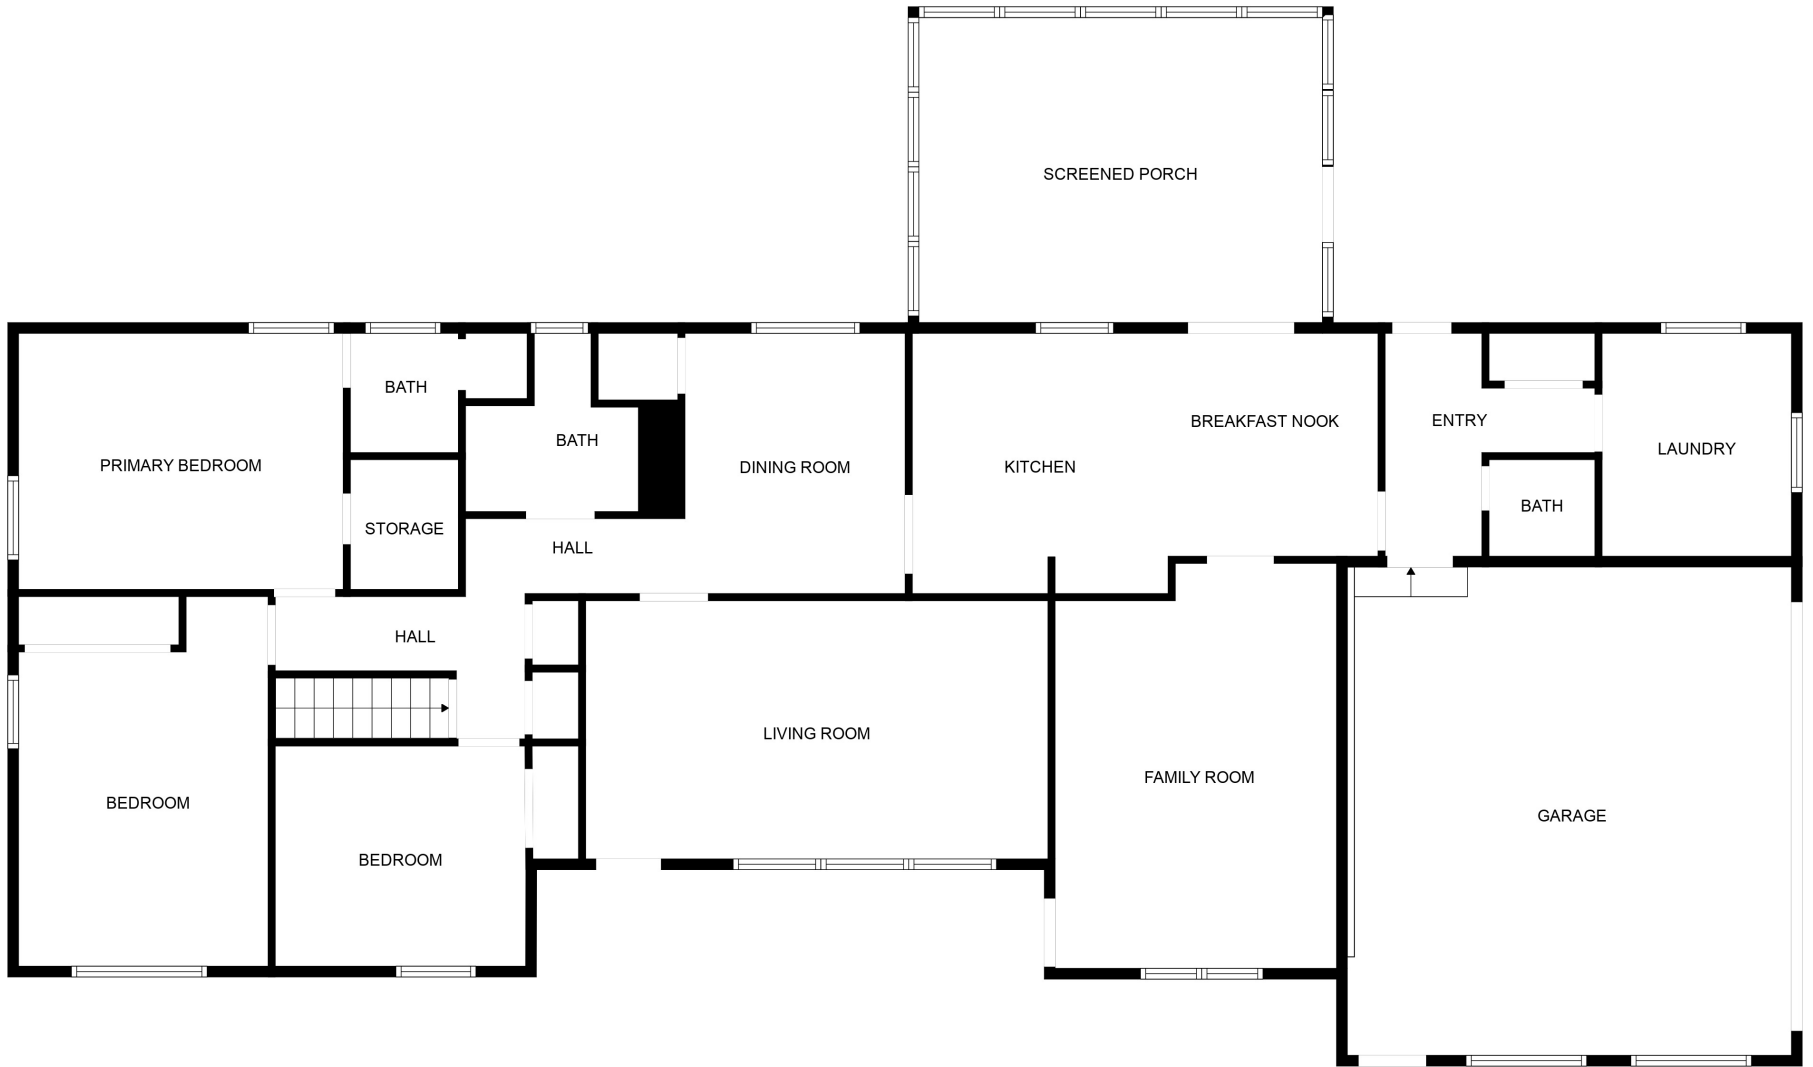 SCREENED PORCH
BATH
BREAKFAST NOOK
ENTRY
BATH
LAUNDRY
PRIMARY BEDROOM
DINING ROOM
KITCHEN
BATH
STORAGE
HALL
HALL
LIVING ROOM
FAMILY ROOM
BEDROOM
GARAGE
BEDROOM